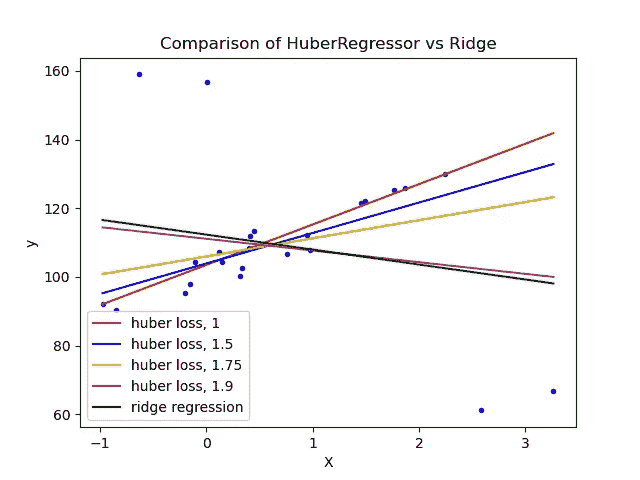 Comparison of HuberRegressor vs Ridge
160
140
120
100
80
60
y
huber loss, 1
huber loss, 1.5
huber loss, 1.75
huber loss, 1.9
ridge regression
−1
0
1
2
3
X